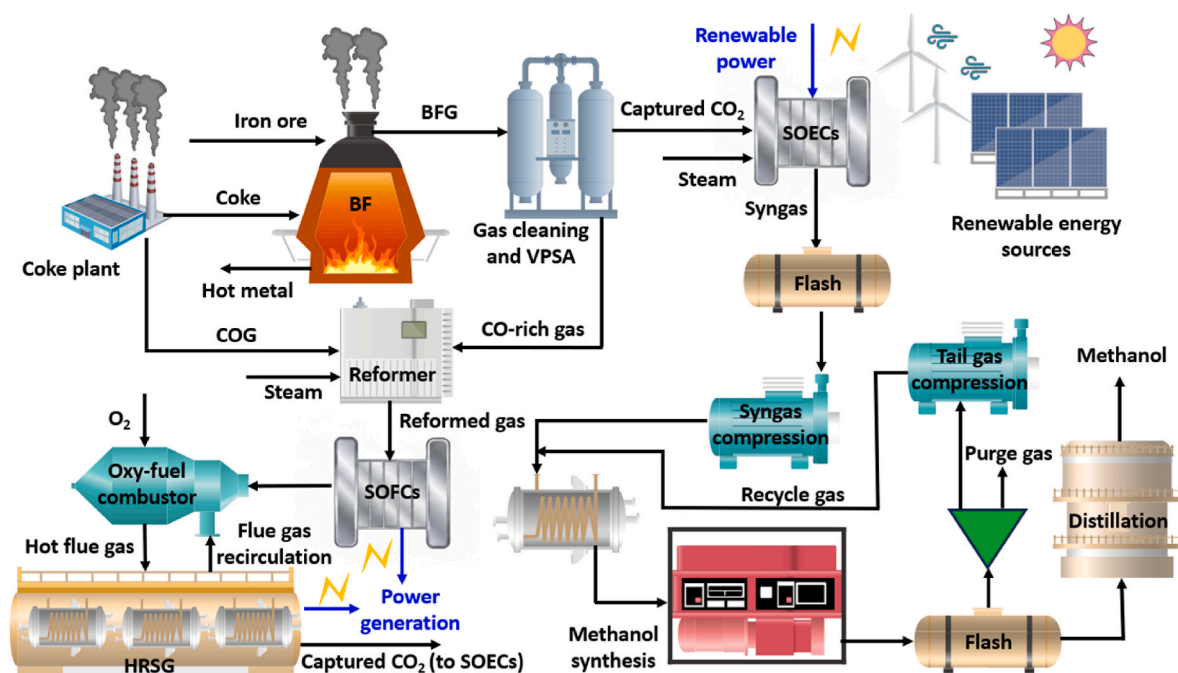 Renewable
power
Iron ore
BFG
Captured CO₂
SOECs
Steam
Coke
BF
Syngas
Gas cleaning
and VPSA
Renewable energy
sources
Coke plant
Hot metal
Flash
COG
CO-rich gas
Reformer
Steam
Tail gas
compression
Methanol
O₂
Reformed gas
Syngas
compression
Oxy-fuel
combustor
SOFCs
Recycle gas
Purge gas
Distillation
Hot flue gas
Flue gas
recirculation
Power
generation
HRSG
Captured CO₂ (to SOECs)
Methanol
synthesis
Flash